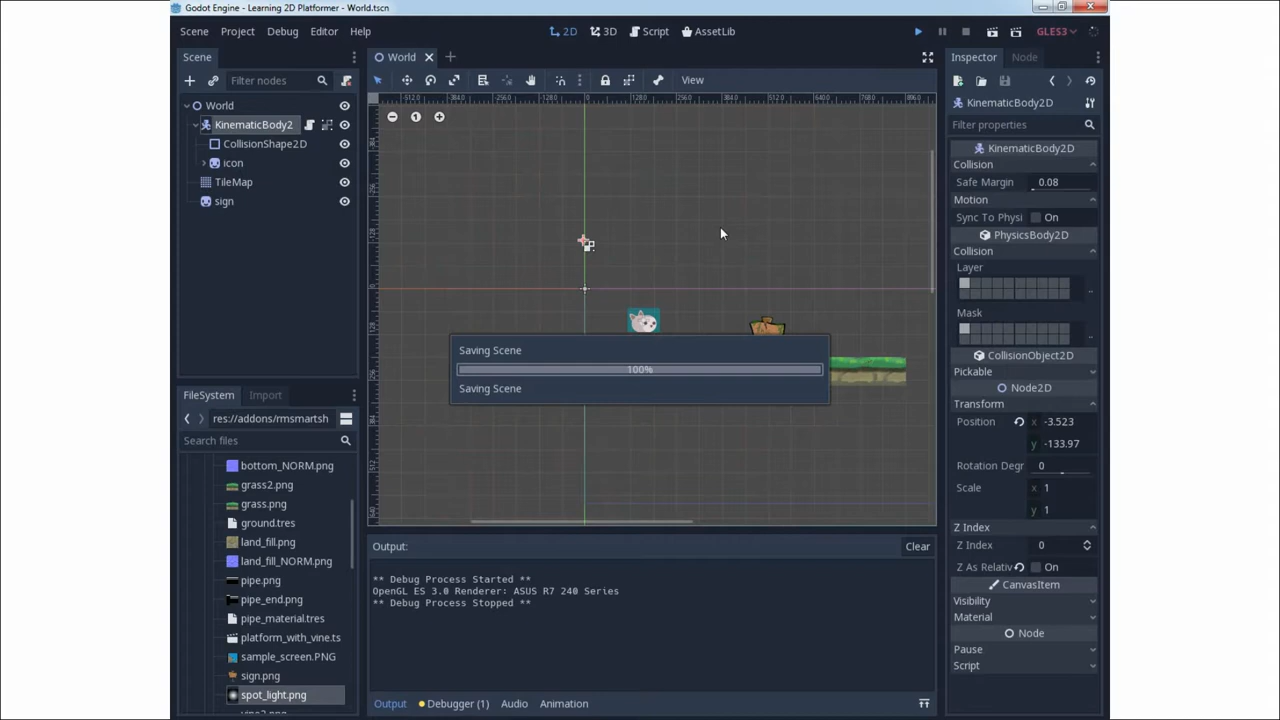 Godot Engine - Learning 2D Platformer - World.tscn
Scene Project Debug Editor Help
2D 3D Script AssetLib
GLES3
Scene
Filter nodes
World
KinematicBody2
CollisionShape2D
icon
TileMap
sign
FileSystem Import
res://addons/rmsmartsh
Search files
bottom_NORM.png
grass2.png
grass.png
ground.tres
land_fill.png
land_fill_NORM.png
pipe.png
pipe_end.png
pipe_material.tres
platform_with_vine.ts
sample_screen.PNG
sign.png
spot_light.png
World
View
Saving Scene
100%
Saving Scene
Output:
Clear
** Debug Process Started **
OpenGL ES 3.0 Renderer: ASUS R7 240 Series
** Debug Process Stopped **
Output Debugger (1) Audio Animation
Inspector Node
KinematicBody2D
Filter properties
KinematicBody2D
Collision
Safe Margin 0.08
Motion
Sync To Physi On
PhysicsBody2D
Collision
Layer
Mask
CollisionObject2D
Pickable
Node2D
Transform
Position x -3.523
y -133.97
Rotation Degr 0
Scale x 1
y 1
Z Index
Z Index 0
Z As Relativ On
CanvasItem
Visibility
Material
Node
Pause
Script